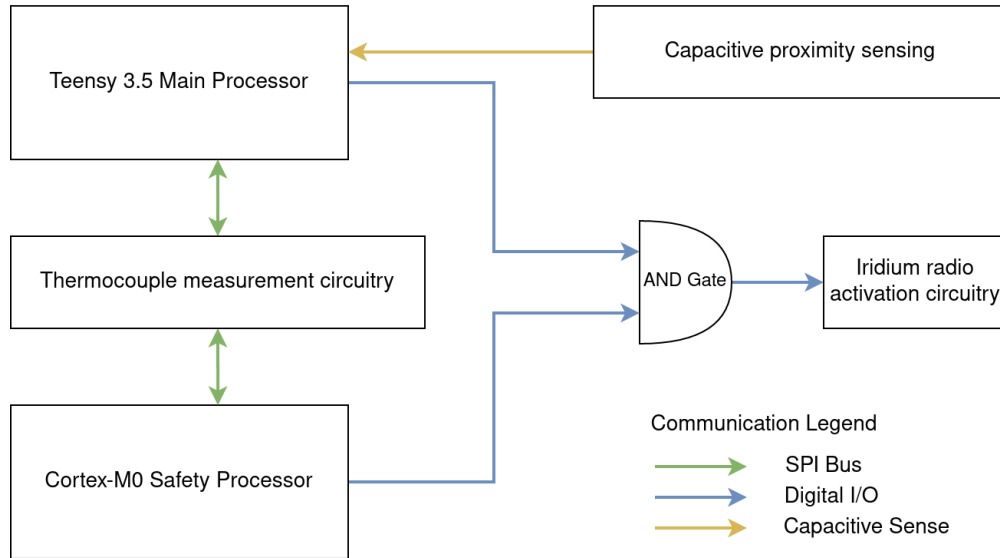 Teensy 3.5 Main Processor
Capacitive proximity sensing
Thermocouple measurement circuitry
AND Gate
Iridium radio
activation circuitry
Cortex-M0 Safety Processor
Communication Legend
SPI Bus
Digital I/O
Capacitive Sense